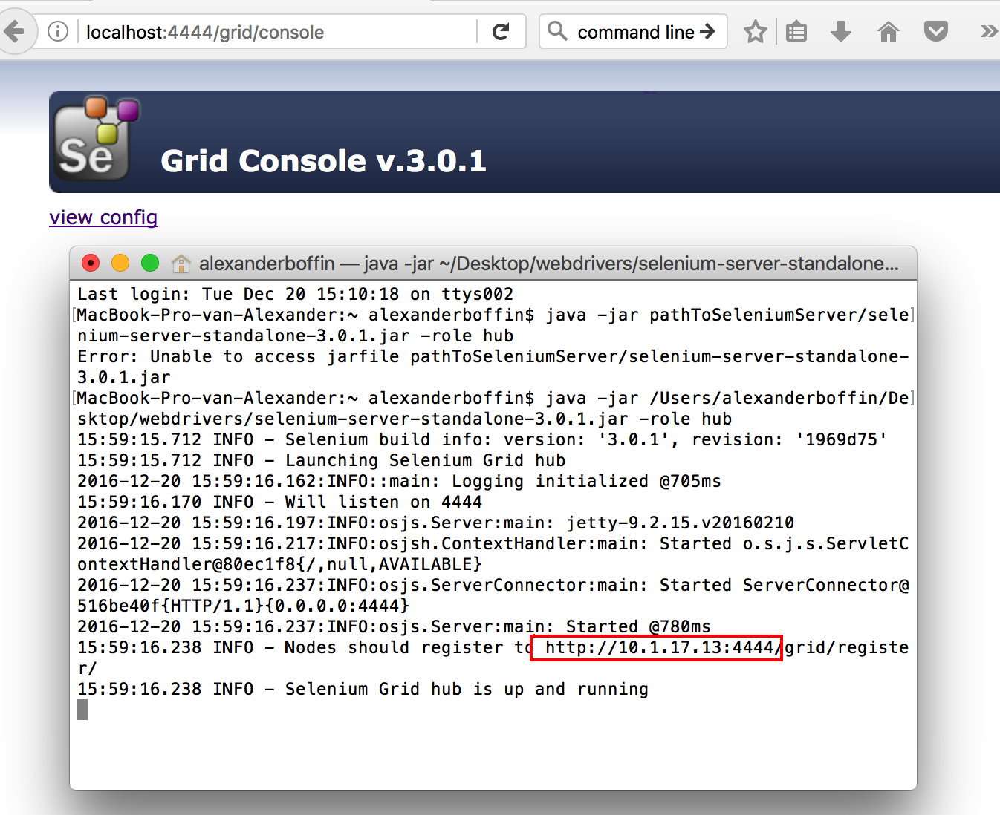 localhost:4444/grid/console
command line
Se
Grid Console v.3.0.1
view config
alexanderboffin — java -jar ~/Desktop/webdrivers/selenium-server-standalone...
Last login: Tue Dec 20 15:10:18 on ttys002
[MacBook-Pro-van-Alexander:~ alexanderboffin$ java -jar pathToSeleniumServer/sele]
nium-server-standalone-3.0.1.jar -role hub
Error: Unable to access jarfile pathToSeleniumServer/selenium-server-standalone-
3.0.1.jar
[MacBook-Pro-van-Alexander:~ alexanderboffin$ java -jar /Users/alexanderboffin/De]
sktop/webdrivers/selenium-server-standalone-3.0.1.jar -role hub
15:59:15.712 INFO - Selenium build info: version: '3.0.1', revision: '1969d75'
15:59:15.712 INFO - Launching Selenium Grid hub
2016-12-20 15:59:16.162:INFO::main: Logging initialized @705ms
15:59:16.170 INFO - Will listen on 4444
2016-12-20 15:59:16.197:INFO:osjs.Server:main: jetty-9.2.15.v20160210
2016-12-20 15:59:16.217:INFO:osjsh.ContextHandler:main: Started o.s.j.s.ServletC
ontextHandler@80ec1f8{/,null,AVAILABLE}
2016-12-20 15:59:16.237:INFO:osjs.ServerConnector:main: Started ServerConnector@
516be40f{HTTP/1.1}{0.0.0.0:4444}
2016-12-20 15:59:16.237:INFO:osjs.Server:main: Started @780ms
15:59:16.238 INFO - Nodes should register to http://10.1.17.13:4444/grid/registe
r/
15:59:16.238 INFO - Selenium Grid hub is up and running